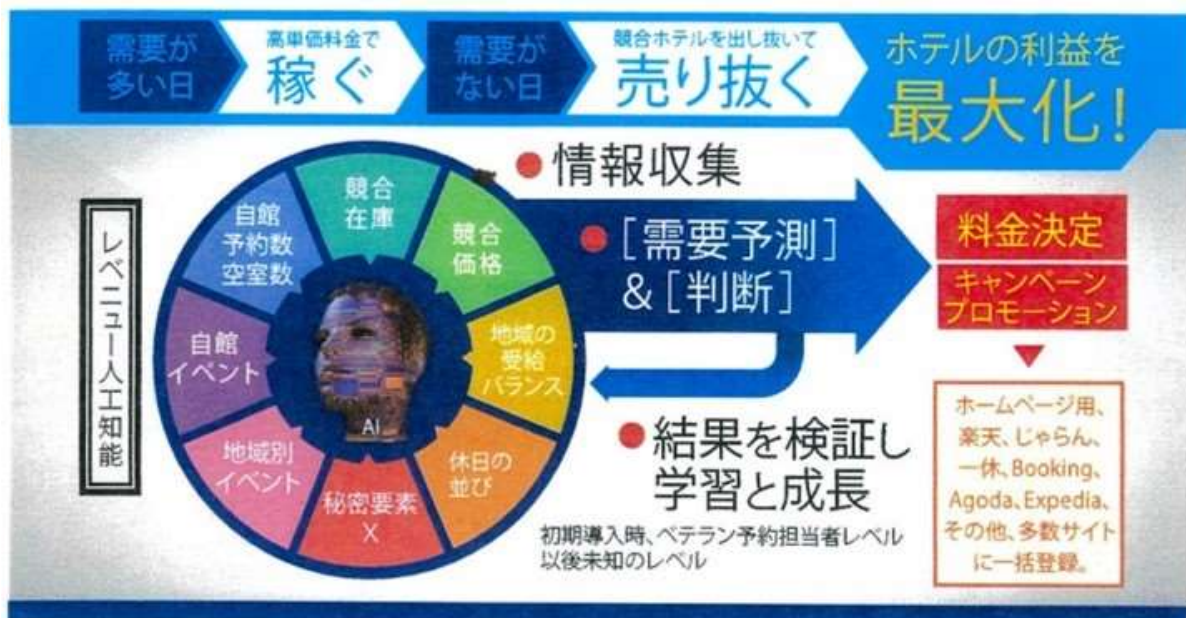 需要が
多い日
高単価料金で
稼ぐ
需要が
ない日
競合ホテルを出し抜いて
売り抜く
ホテルの利益を
最大化!
レベニュー人工知能
競合
在庫
競合
価格
地域の
受給
バランス
休日の
並び
秘密要素
X
地域別
イベント
自館
イベント
自館
予約数
空室数
AI
●情報収集
●[需要予測]
&[判断]
●結果を検証し
学習と成長
初期導入時、ベテラン予約担当者レベル
以後未知のレベル
料金決定
キャンペーン
プロモーション
ホームページ用、
楽天、じゃらん、
一休、Booking、
Agoda、Expedia、
その他、多数サイト
に一括登録。